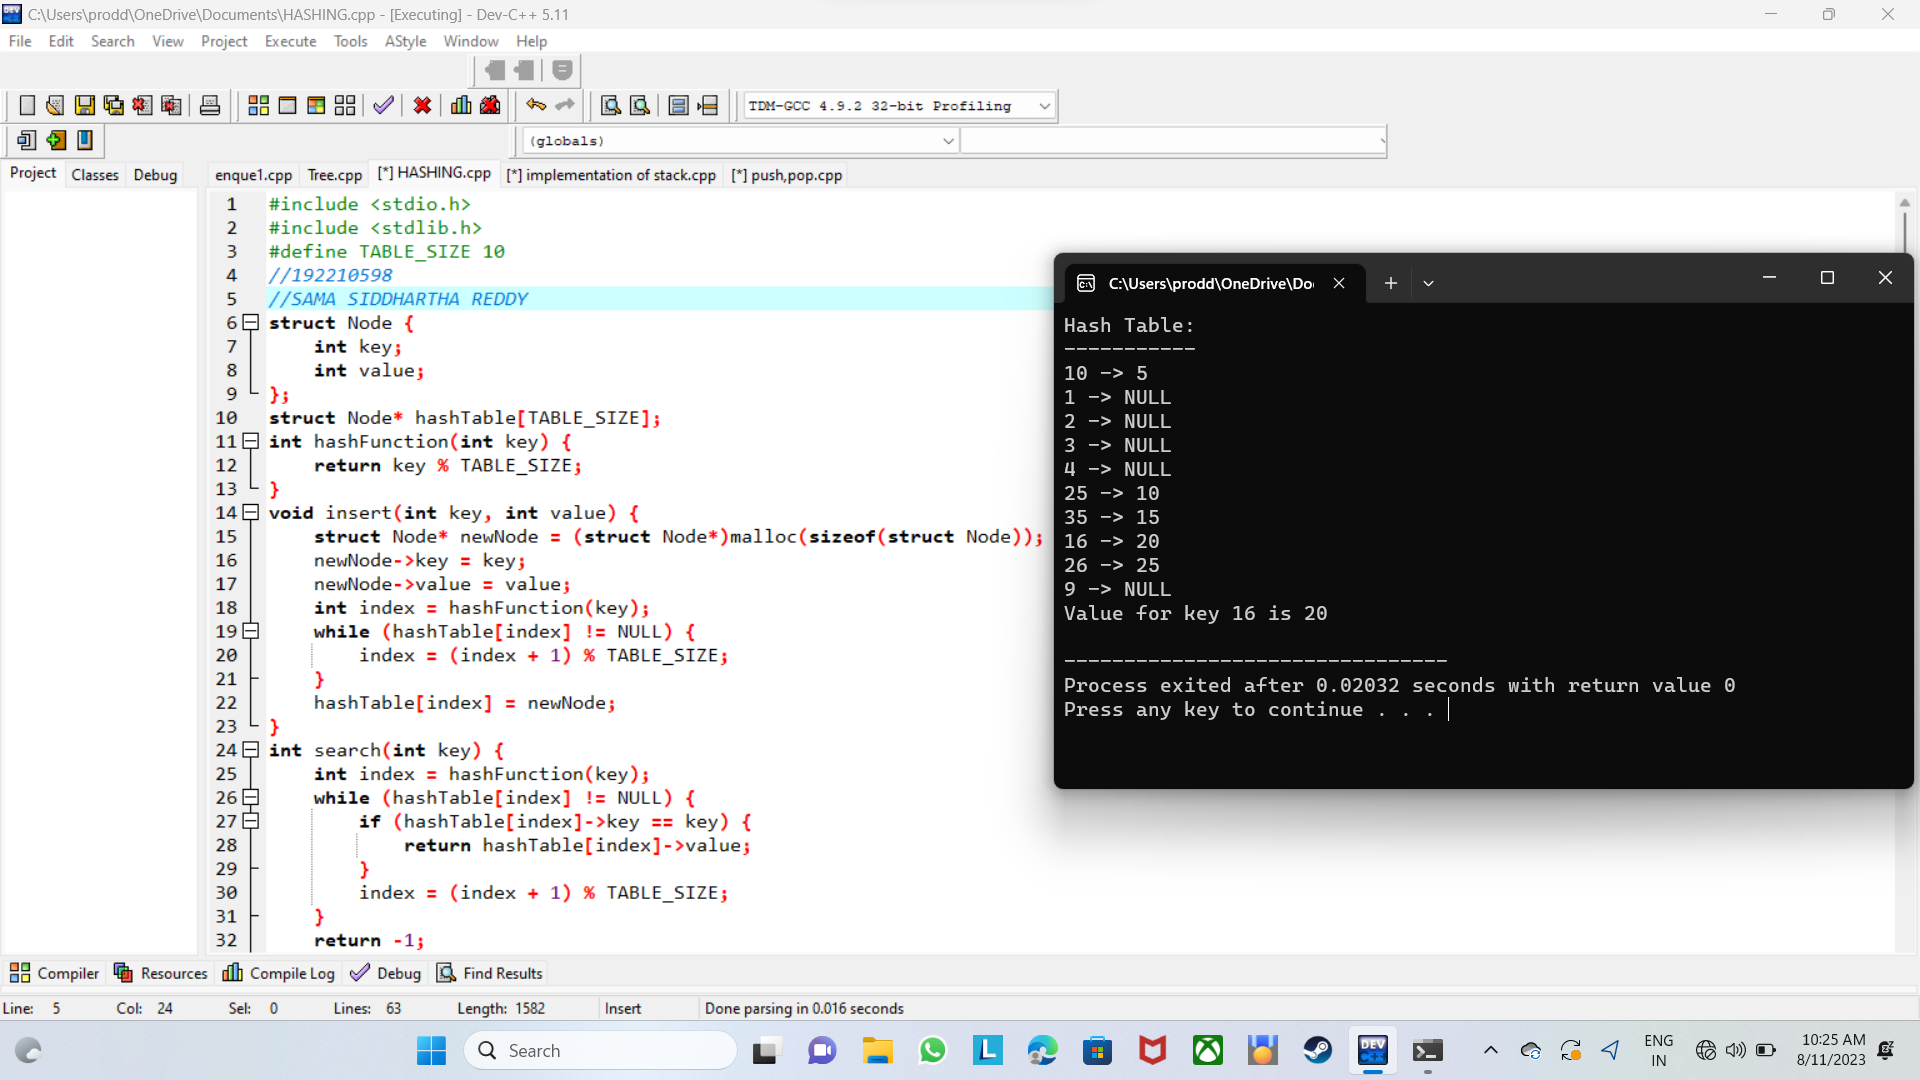 C:\Users\prodd\OneDrive\Documents\HASHING.cpp - [Executing] - Dev-C++ 5.11
File Edit Search View Project Execute Tools AStyle Window Help
TDM-GCC 4.9.2 32-bit Profiling
(globals)
Project Classes Debug
enque1.cpp Tree.cpp [*] HASHING.cpp [*] implementation of stack.cpp [*] push,pop.cpp
1 #include <stdio.h>
2 #include <stdlib.h>
3 #define TABLE_SIZE 10
4 //192210598
5 //SAMA SIDDHARTHA REDDY
6 struct Node {
7 int key;
8 int value;
9 };
10 struct Node* hashTable[TABLE_SIZE];
11 int hashFunction(int key) {
12 return key % TABLE_SIZE;
13 }
14 void insert(int key, int value) {
15 struct Node* newNode = (struct Node*)malloc(sizeof(struct Node));
16 newNode->key = key;
17 newNode->value = value;
18 int index = hashFunction(key);
19 while (hashTable[index] != NULL) {
20 index = (index + 1) % TABLE_SIZE;
21 }
22 hashTable[index] = newNode;
23 }
24 int search(int key) {
25 int index = hashFunction(key);
26 while (hashTable[index] != NULL) {
27 if (hashTable[index]->key == key) {
28 return hashTable[index]->value;
29 }
30 index = (index + 1) % TABLE_SIZE;
31 }
32 return -1;
C:\Users\prodd\OneDrive\Do
Hash Table:
-----------
10 -> 5
1 -> NULL
2 -> NULL
3 -> NULL
4 -> NULL
25 -> 10
35 -> 15
16 -> 20
26 -> 25
9 -> NULL
Value for key 16 is 20
--------------------------------
Process exited after 0.02032 seconds with return value 0
Press any key to continue . . .
Compiler Resources Compile Log Debug Find Results
Line: 5 Col: 24 Sel: 0 Lines: 63 Length: 1582 Insert Done parsing in 0.016 seconds
Search
L
DEV C++
ENG
IN
10:25 AM
8/11/2023